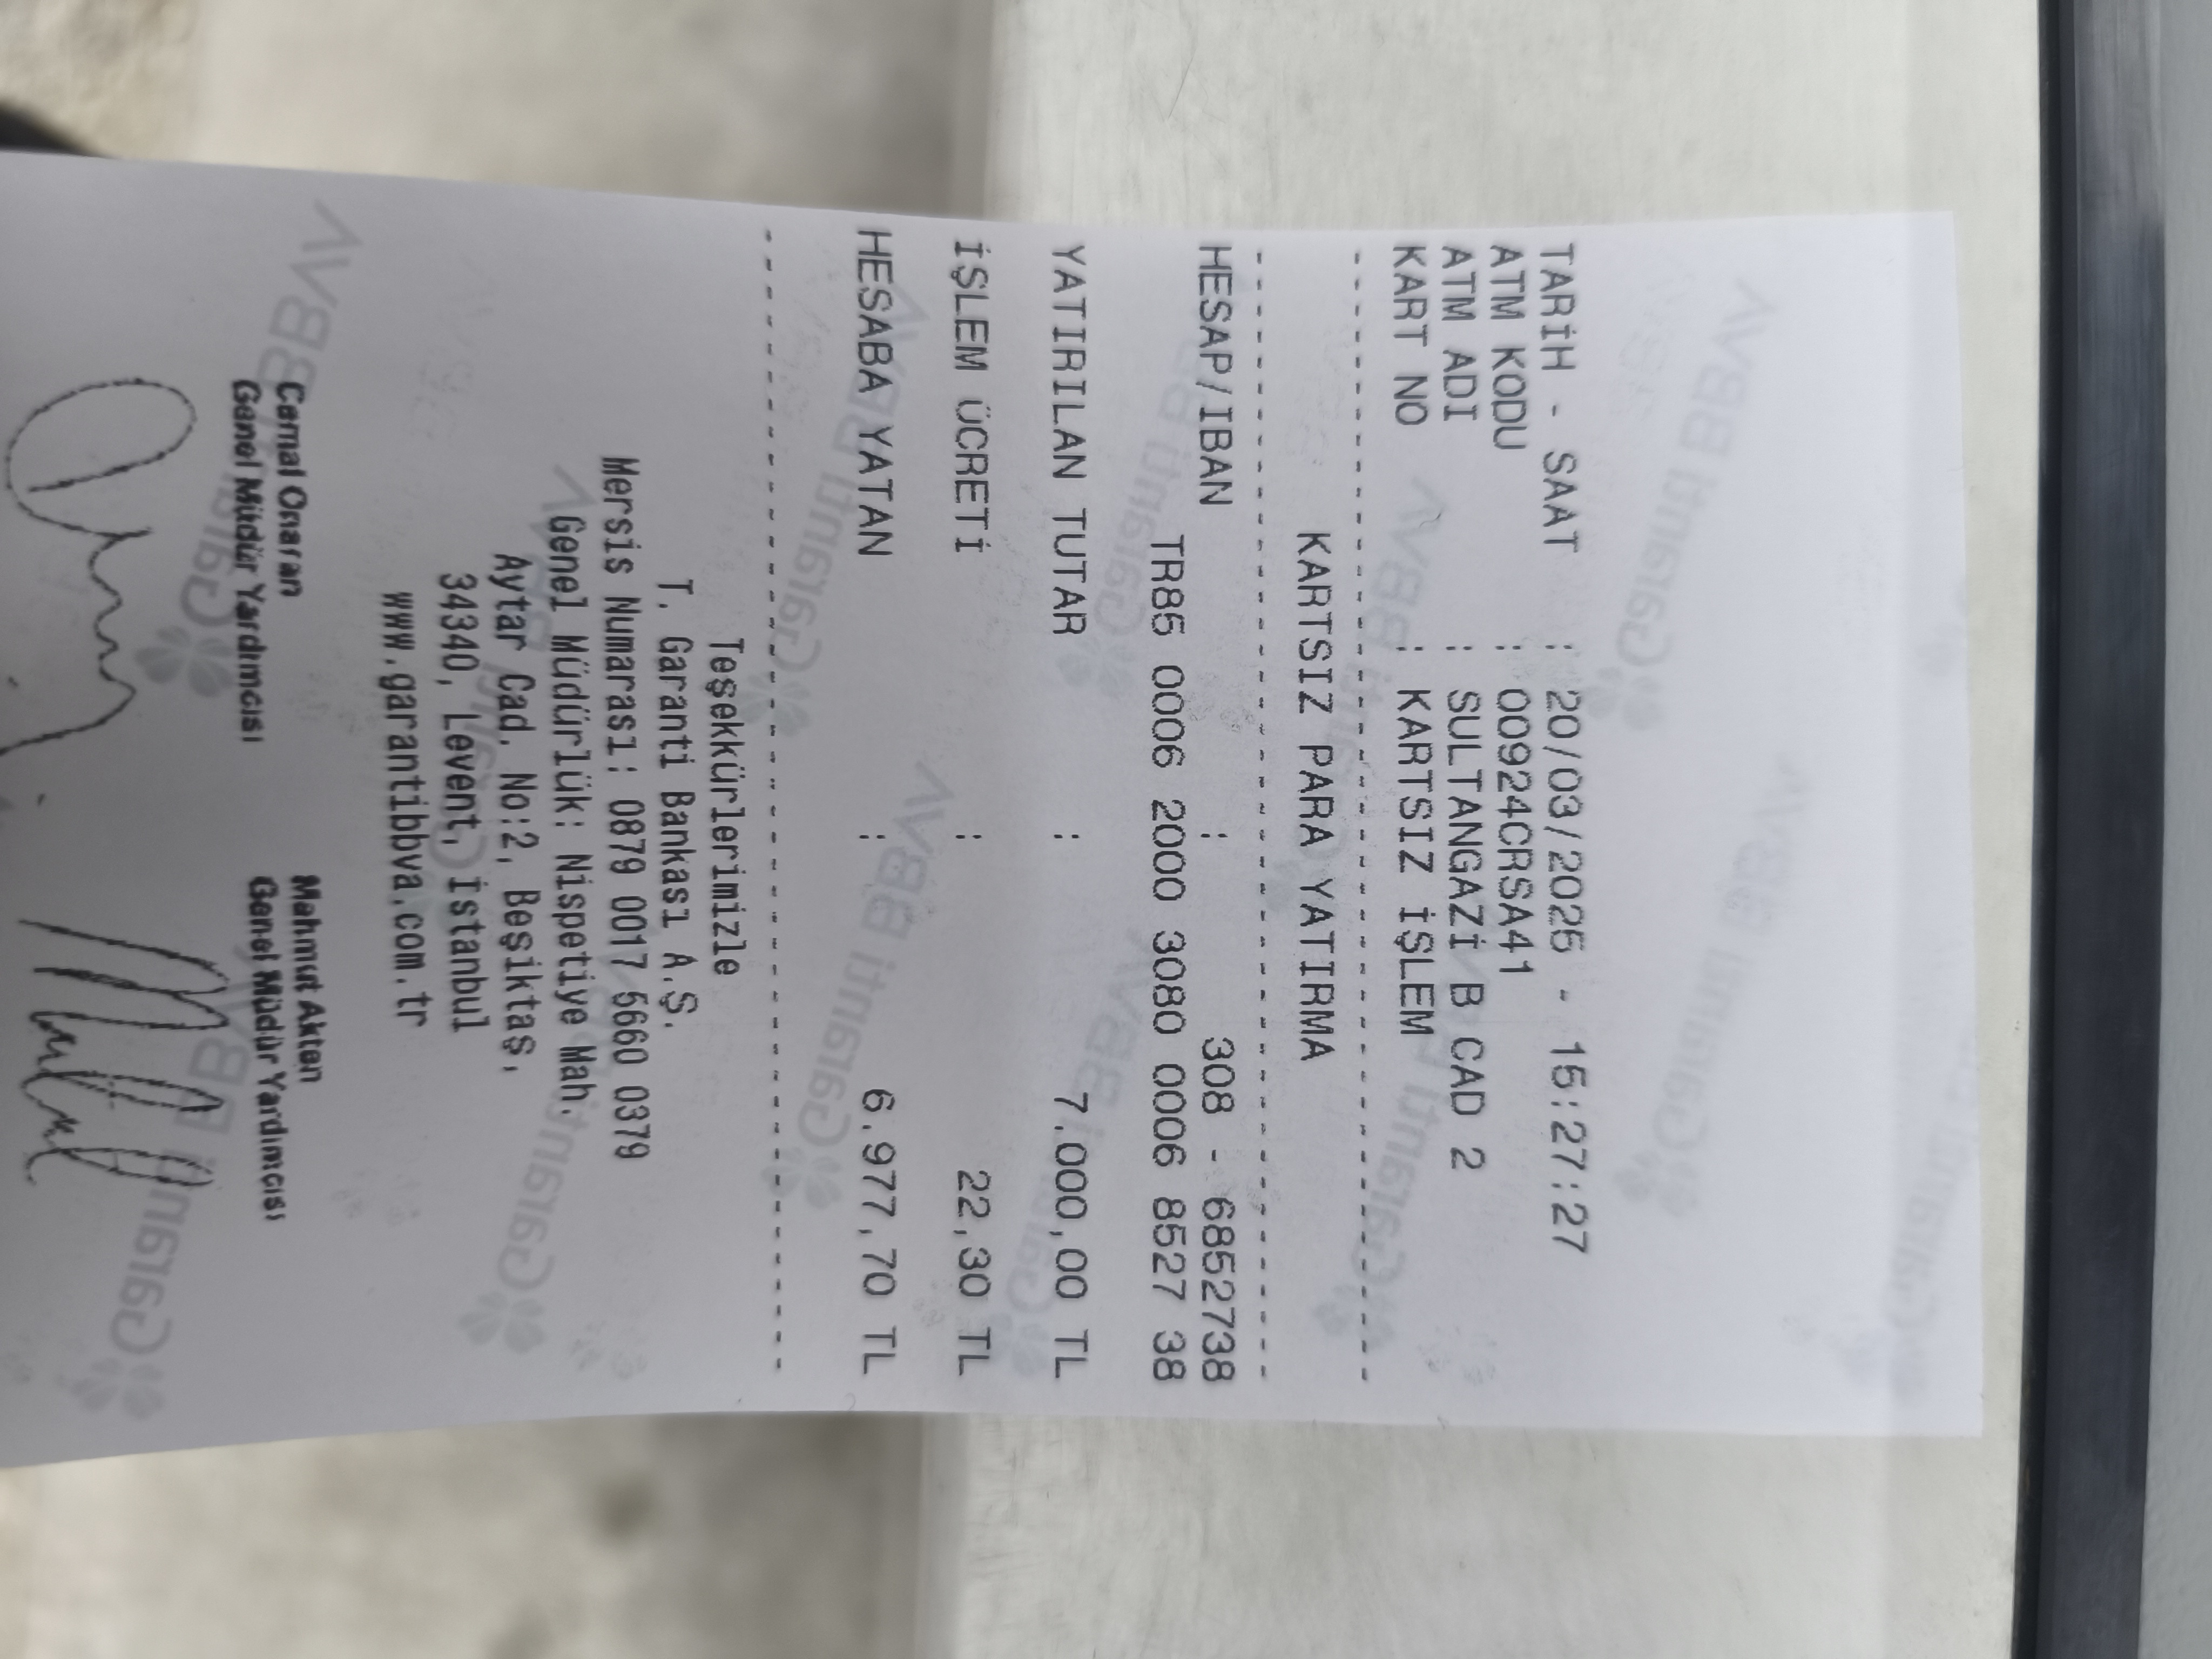 TARİH - SAAT : 20/03/2025 - 15:27:27
ATM KODU : 00924CRSA41
ATM ADI : SULTANGAZİ B CAD 2
KART NO : KARTSIZ İŞLEM
--------------------------------
KARTSIZ PARA YATIRMA
--------------------------------
HESAP/IBAN : 308 - 6852738
TR85 0006 2000 3080 0006 8527 38
YATIRILAN TUTAR : 7.000,00 TL
İŞLEM ÜCRETİ : 22,30 TL
HESABA YATAN : 6.977,70 TL
--------------------------------
Teşekkürlerimizle
T. Garanti Bankası A.Ş.
Mersis Numarası: 0879 0017 5660 0379
Genel Müdürlük: Nispetiye Mah.
Aytar Cad. No:2, Beşiktaş,
34340, Levent, İstanbul
www.garantibbva.com.tr
Cemal Onaran Mahmut Akten
Genel Müdür Yardımcısı Genel Müdür Yardımcısı